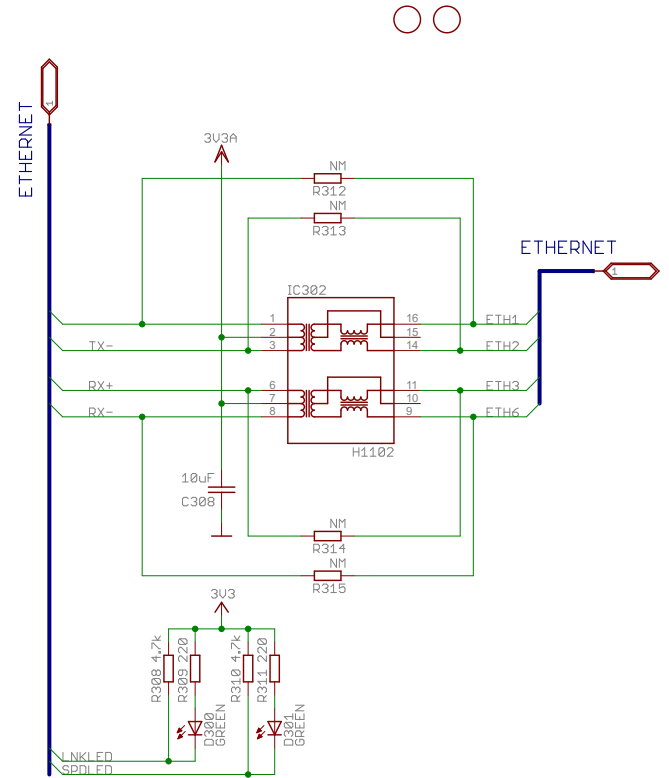 ETHERNET
1
3V3A
NM
R312
NM
R313
ETHERNET
1
IC302
1
16
ETH1
2
15
TX-
3
14
ETH2
RX+
6
11
ETH3
7
10
RX-
8
9
ETH6
H1102
10uF
C308
NM
R314
NM
R315
3V3
R308 4.7k
R309 220
R310 4.7k
R311 220
D300
GREEN
D301
GREEN
LNKLED
SPDLED